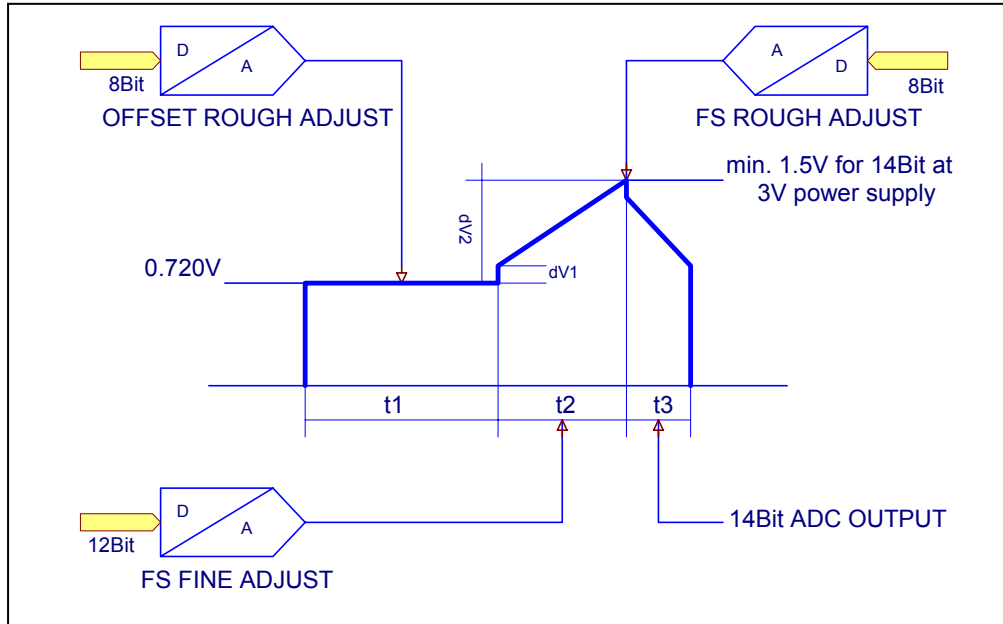 D
A
8Bit
OFFSET ROUGH ADJUST
A
D
8Bit
FS ROUGH ADJUST
min. 1.5V for 14Bit at
3V power supply
dV2
0.720V
dV1
t1
t2
t3
D
A
12Bit
FS FINE ADJUST
14Bit ADC OUTPUT